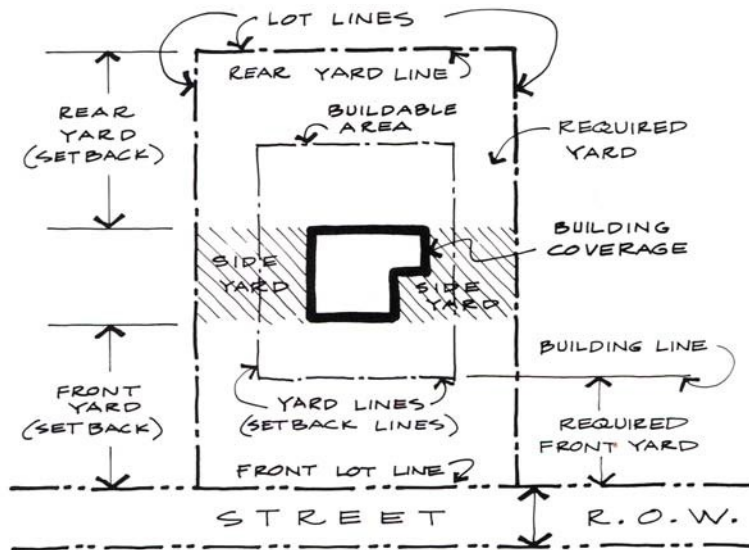 LOT LINES
REAR YARD LINE
REAR
YARD
(SETBACK)
BUILDABLE
AREA
REQUIRED
YARD
BUILDING
COVERAGE
SIDE
YARD
SIDE
YARD
BUILDING LINE
FRONT
YARD
(SETBACK)
YARD LINES
(SETBACK LINES)
REQUIRED
FRONT YARD
FRONT LOT LINE
STREET
R.O.W.